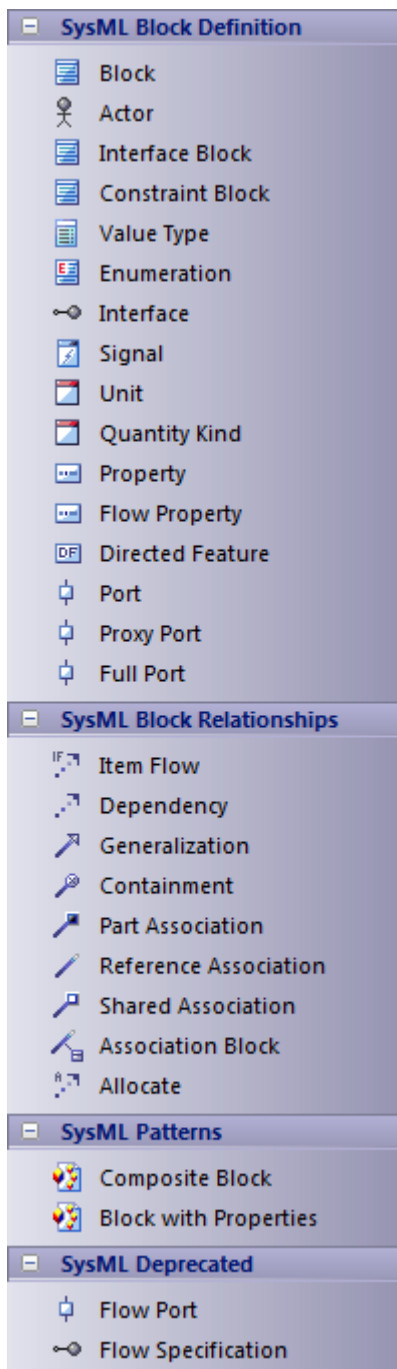 SysML Block Definition
Block
Actor
Interface Block
Constraint Block
Value Type
Enumeration
Interface
Signal
Unit
Quantity Kind
Property
Flow Property
DF Directed Feature
Port
Proxy Port
Full Port
SysML Block Relationships
IF Item Flow
Dependency
Generalization
Containment
Part Association
Reference Association
Shared Association
Association Block
A Allocate
SysML Patterns
Composite Block
Block with Properties
SysML Deprecated
Flow Port
Flow Specification